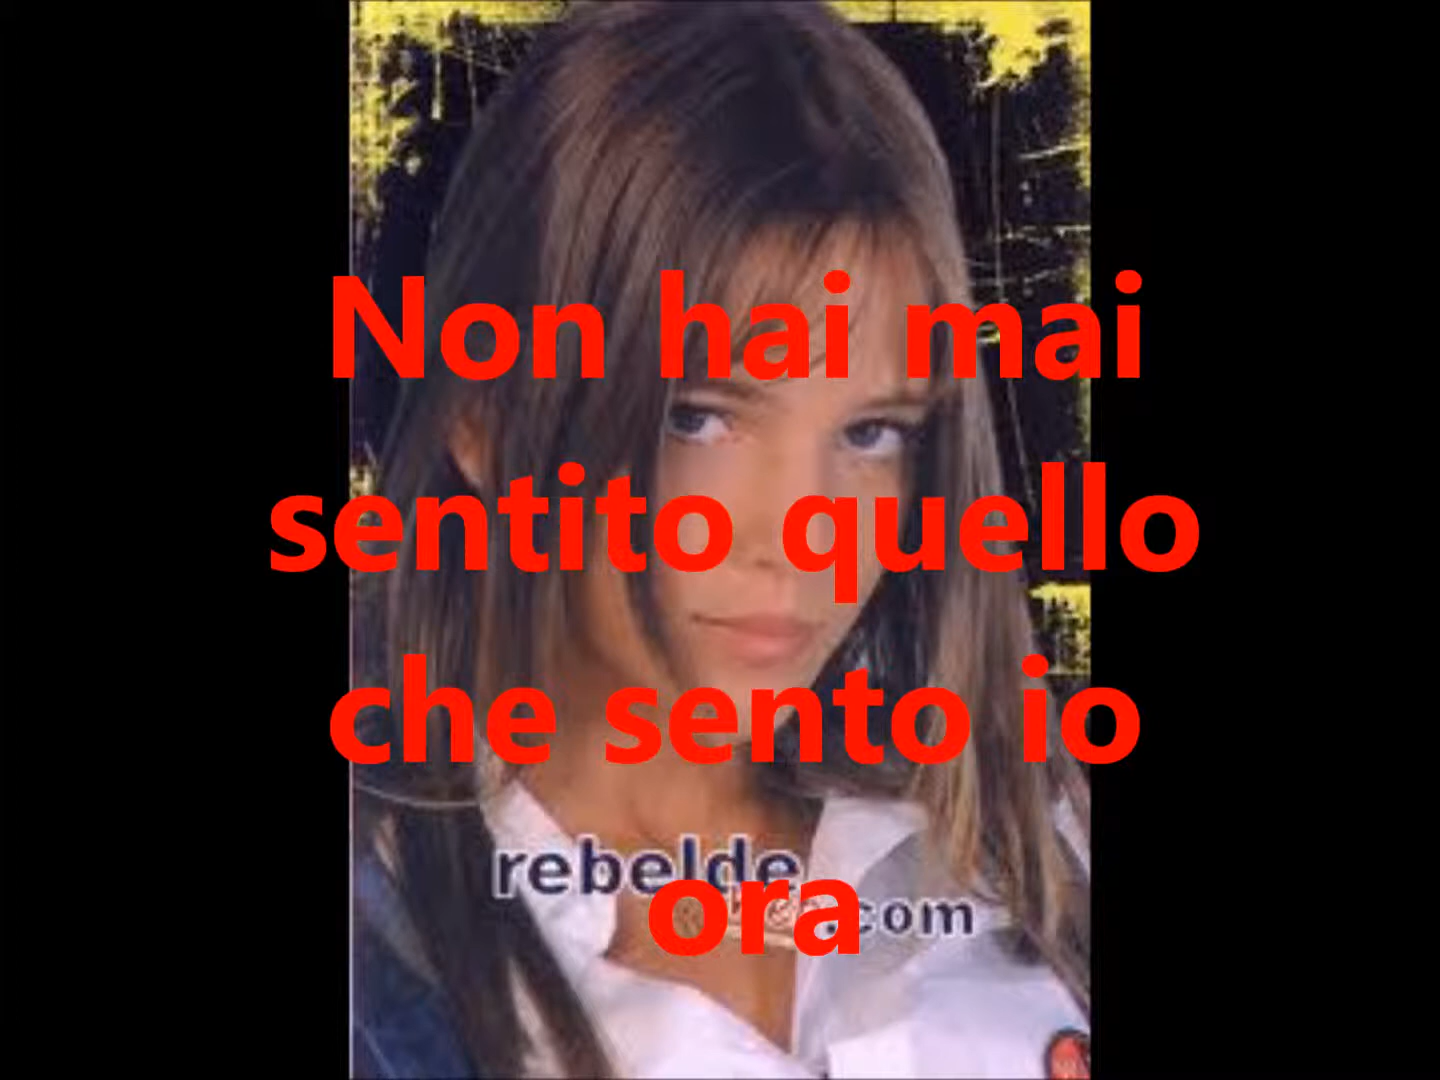 Non hai mai
sentito quello
che sento io
ora
rebelde
.com